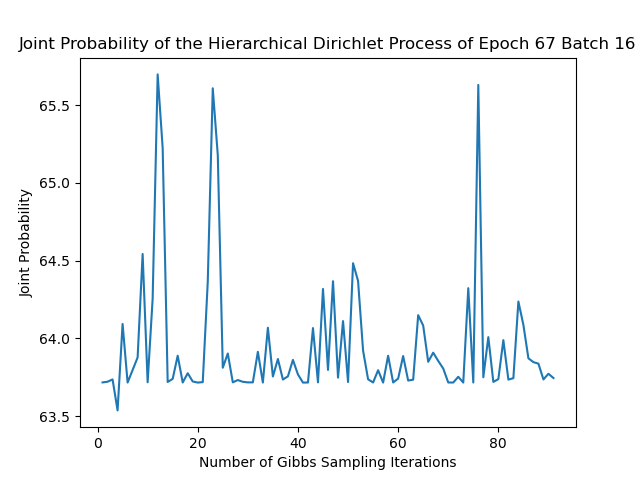 Joint Probability of the Hierarchical Dirichlet Process of Epoch 67 Batch 16
65.5
65.0
64.5
64.0
63.5
Joint Probability
0 20 40 60 80
Number of Gibbs Sampling Iterations